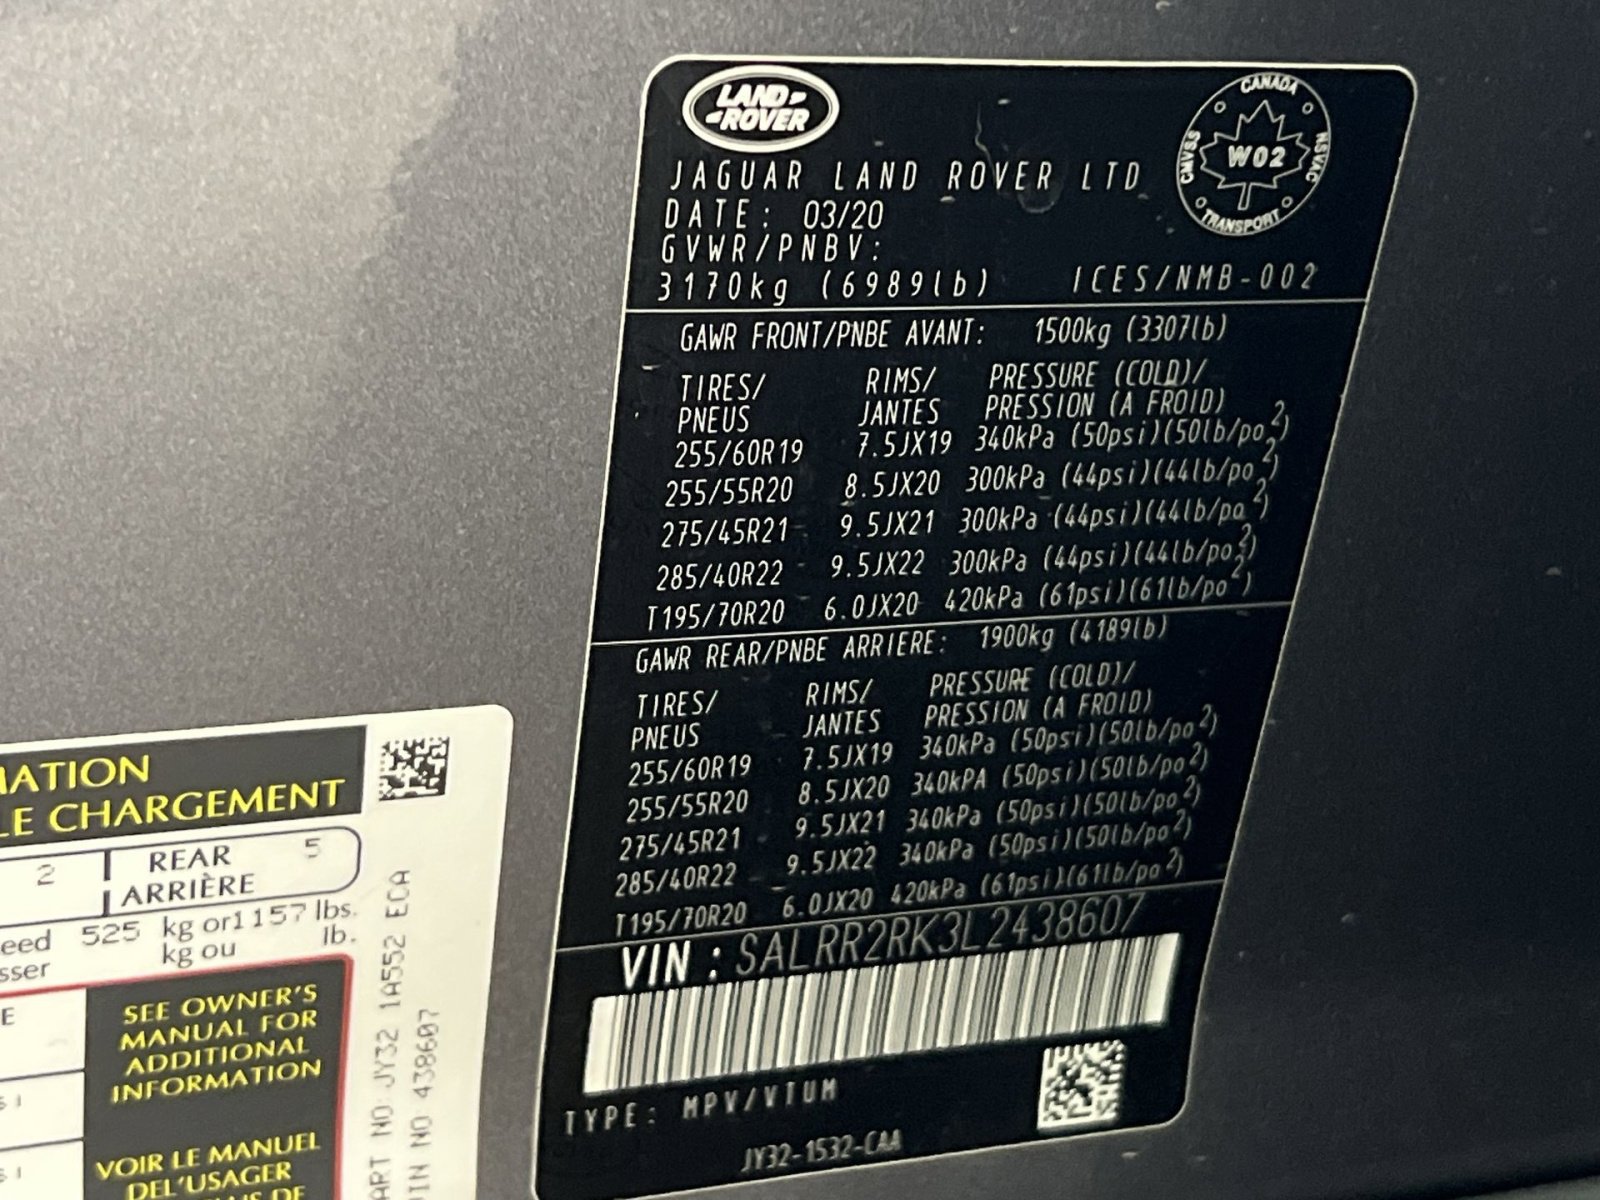 LAND
ROVER
CANADA
CMVSS
W02
NSVAC
TRANSPORT
JAGUAR LAND ROVER LTD
DATE: 03/20
GVWR/PNBV:
3170kg (6989lb) ICES/NMB-002
GAWR FRONT/PNBE AVANT: 1500kg (3307lb)
TIRES/ RIMS/ PRESSURE (COLD)/
PNEUS JANTES PRESSION (A FROID)
255/60R19 7.5JX19 340kPa (50psi)(50lb/po²)
255/55R20 8.5JX20 300kPa (44psi)(44lb/po²)
275/45R21 9.5JX21 300kPa (44psi)(44lb/po²)
285/40R22 9.5JX22 300kPa (44psi)(44lb/po²)
T195/70R20 6.0JX20 420kPa (61psi)(61lb/po²)
GAWR REAR/PNBE ARRIERE: 1900kg (4189lb)
TIRES/ RIMS/ PRESSURE (COLD)/
PNEUS JANTES PRESSION (A FROID)
255/60R19 7.5JX19 340kPa (50psi)(50lb/po²)
255/55R20 8.5JX20 340kPA (50psi)(50lb/po²)
275/45R21 9.5JX21 340kPa (50psi)(50lb/po²)
285/40R22 9.5JX22 340kPa (50psi)(50lb/po²)
T195/70R20 6.0JX20 420kPa (61psi)(61lb/po²)
VIN: SALRR2RK3L2438607
TYPE: MPV/VTUM
JY32-1532-CAA
MATION
LE CHARGEMENT
2 REAR 5
ARRIÈRE
eed 525 kg or 1157 lbs.
sser kg ou lb.
E
SEE OWNER'S
MANUAL FOR
ADDITIONAL
INFORMATION
VOIR LE MANUEL
DEL'USAGER
DE
ART NO JY32 1A552 ECA
VIN NO 438607